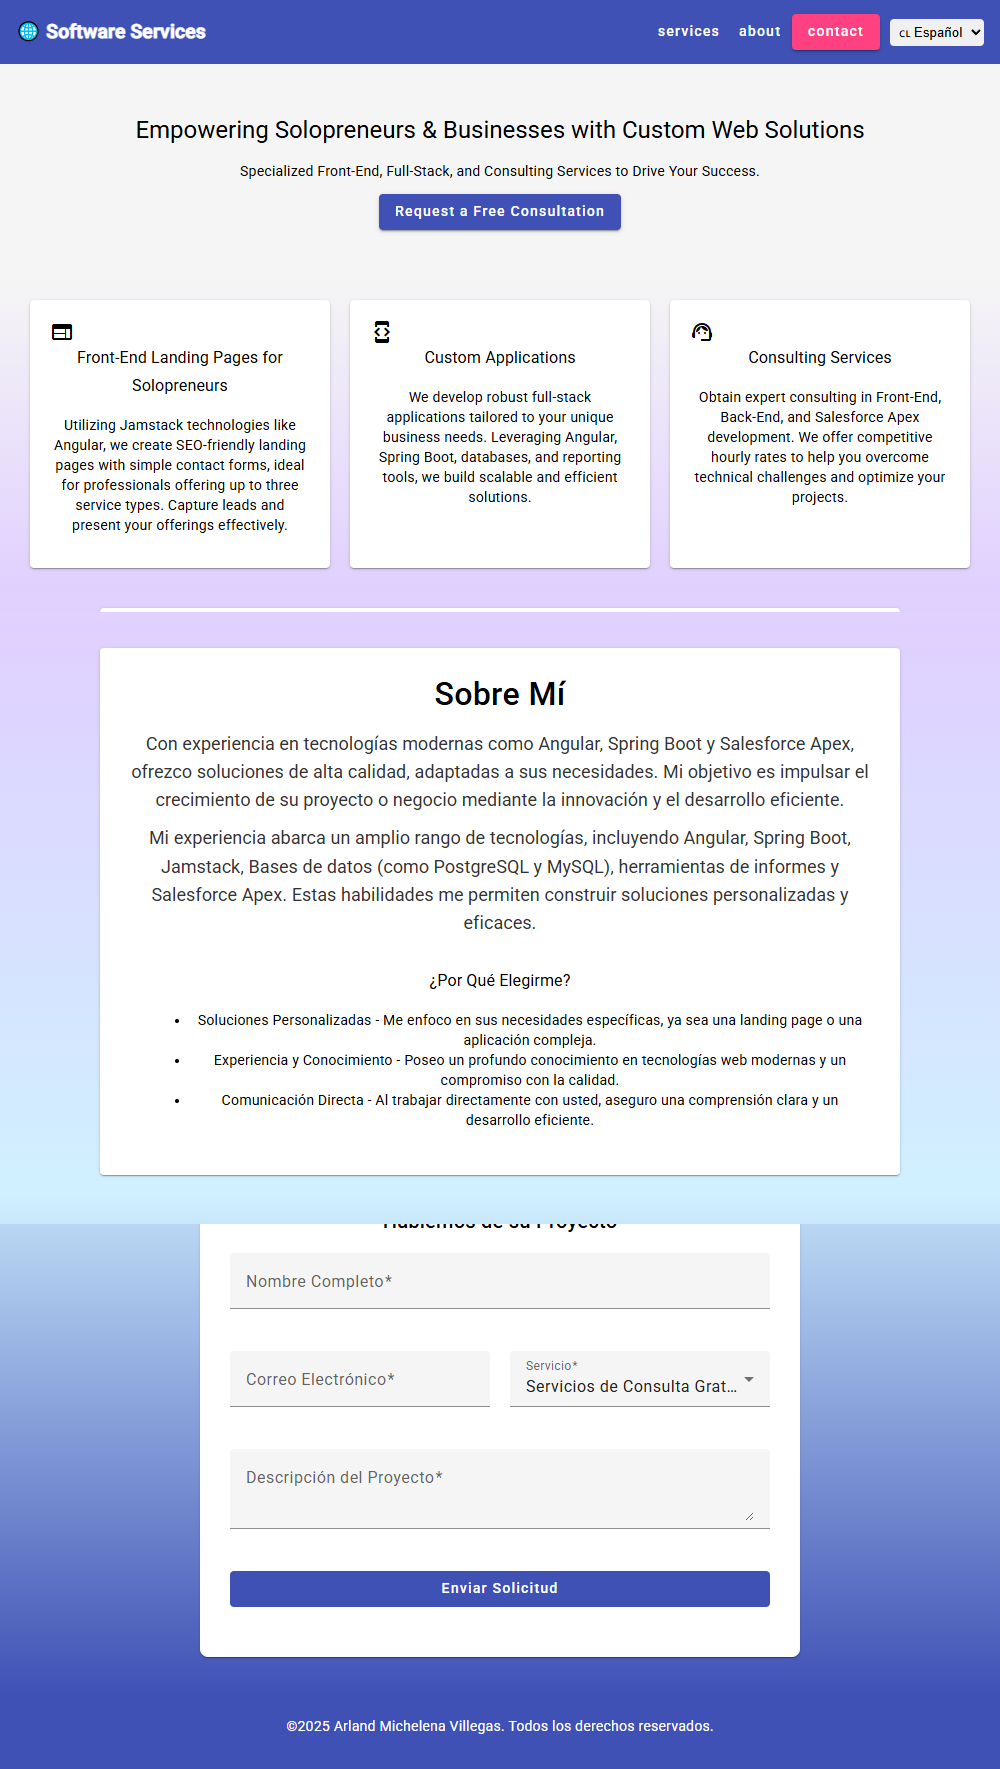 Software Services
services about contact CL Español
Empowering Solopreneurs & Businesses with Custom Web Solutions
Specialized Front-End, Full-Stack, and Consulting Services to Drive Your Success.
Request a Free Consultation
Front-End Landing Pages for
Solopreneurs
Utilizing Jamstack technologies like
Angular, we create SEO-friendly landing
pages with simple contact forms, ideal
for professionals offering up to three
service types. Capture leads and
present your offerings effectively.
Custom Applications
We develop robust full-stack
applications tailored to your unique
business needs. Leveraging Angular,
Spring Boot, databases, and reporting
tools, we build scalable and efficient
solutions.
Consulting Services
Obtain expert consulting in Front-End,
Back-End, and Salesforce Apex
development. We offer competitive
hourly rates to help you overcome
technical challenges and optimize your
projects.
Sobre Mí
Con experiencia en tecnologías modernas como Angular, Spring Boot y Salesforce Apex,
ofrezco soluciones de alta calidad, adaptadas a sus necesidades. Mi objetivo es impulsar el
crecimiento de su proyecto o negocio mediante la innovación y el desarrollo eficiente.
Mi experiencia abarca un amplio rango de tecnologías, incluyendo Angular, Spring Boot,
Jamstack, Bases de datos (como PostgreSQL y MySQL), herramientas de informes y
Salesforce Apex. Estas habilidades me permiten construir soluciones personalizadas y
eficaces.
¿Por Qué Elegirme?
• Soluciones Personalizadas - Me enfoco en sus necesidades específicas, ya sea una landing page o una
aplicación compleja.
• Experiencia y Conocimiento - Poseo un profundo conocimiento en tecnologías web modernas y un
compromiso con la calidad.
• Comunicación Directa - Al trabajar directamente con usted, aseguro una comprensión clara y un
desarrollo eficiente.
Hablemos de su Proyecto
Nombre Completo*
Correo Electrónico*
Servicio*
Servicios de Consulta Grat...
Descripción del Proyecto*
Enviar Solicitud
©2025 Arland Michelena Villegas. Todos los derechos reservados.